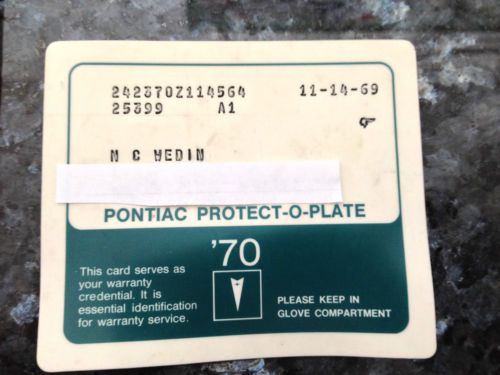 242370Z114564 11-14-69
25399 A1
N C WEDIN
PONTIAC PROTECT-O-PLATE
'70
This card serves as
your warranty
credential. It is
essential identification
for warranty service.
PLEASE KEEP IN
GLOVE COMPARTMENT